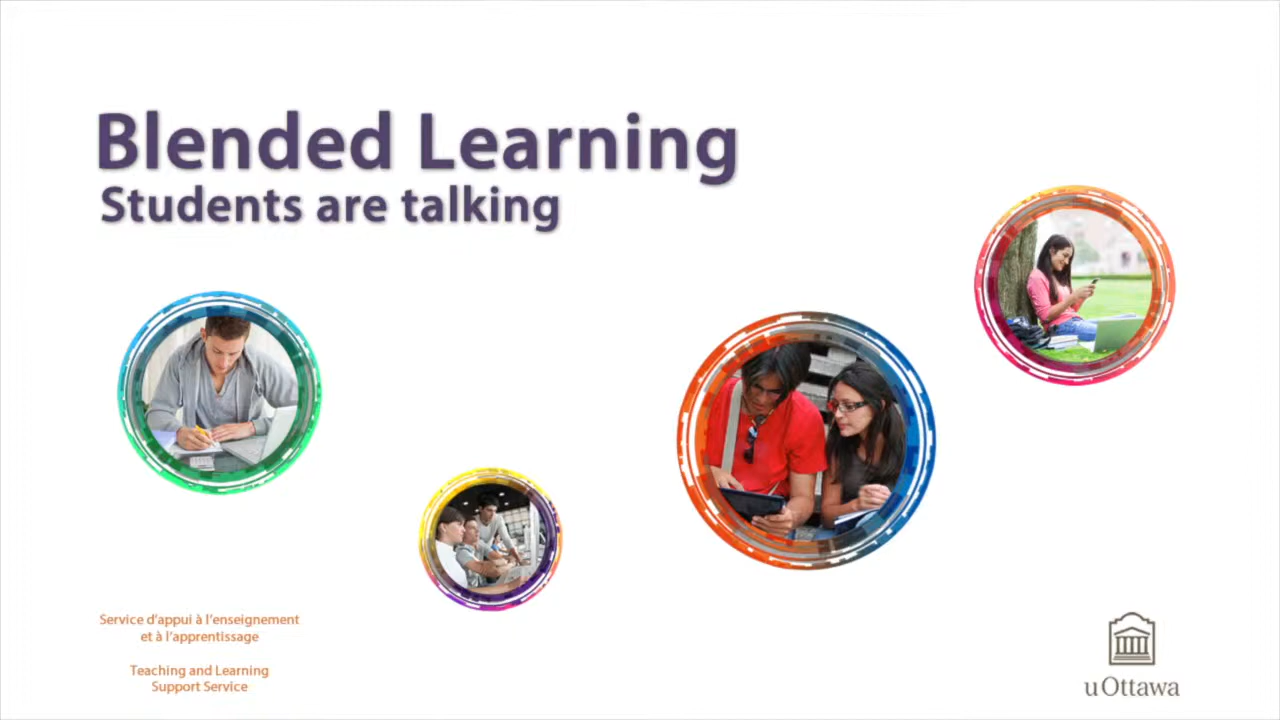 Blended Learning
Students are talking
Service d'appui à l'enseignement
et à l'apprentissage
Teaching and Learning
Support Service
uOttawa